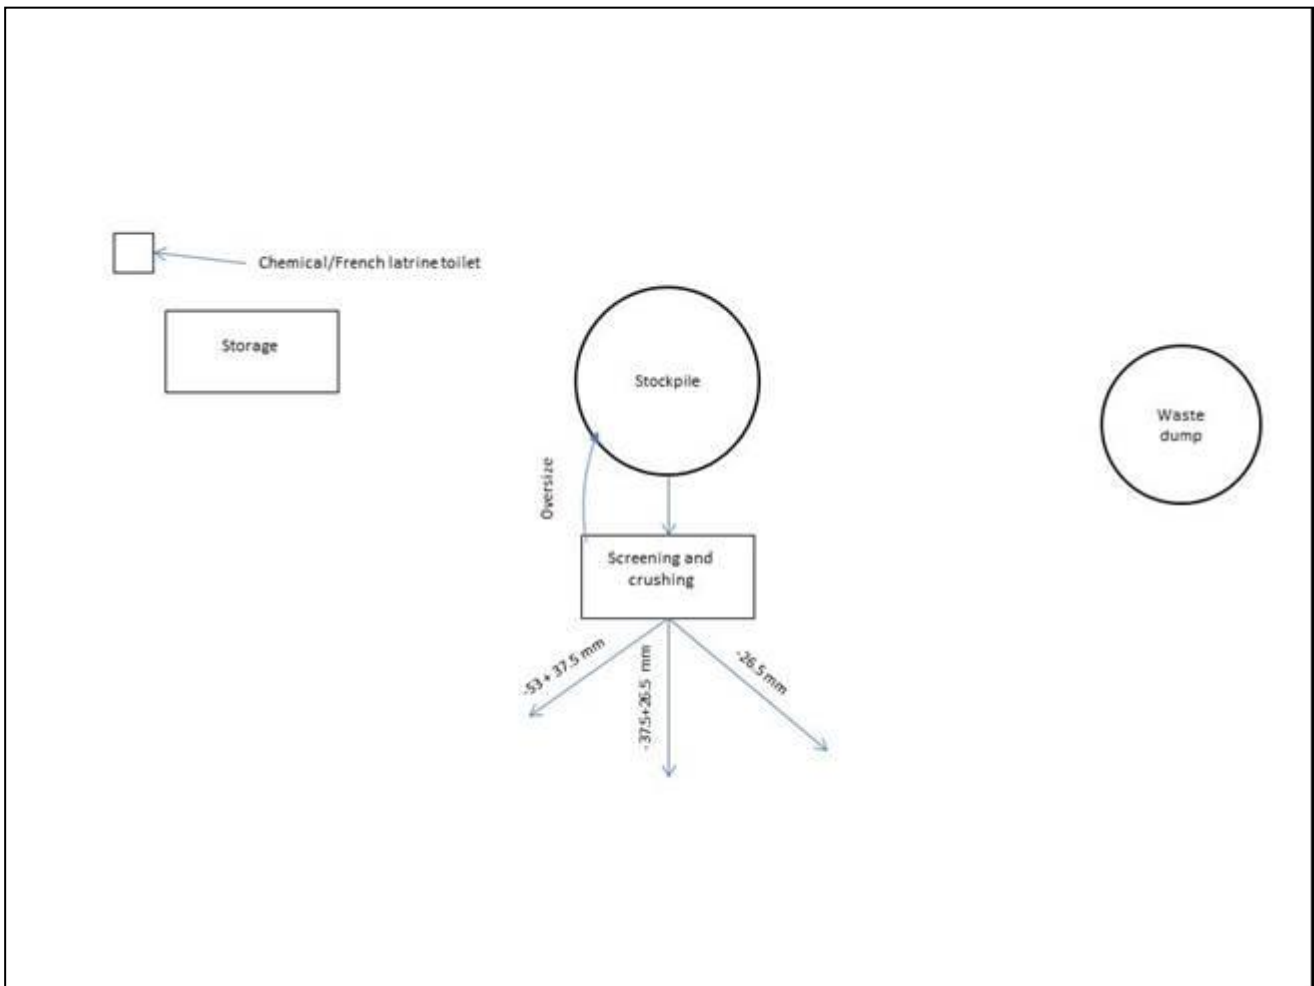 Chemical/French latrine toilet
Storage
Stockpile
Waste
dump
Oversize
Screening and
crushing
-53 + 37.5 mm
-37.5+26.5 mm
-26.5 mm